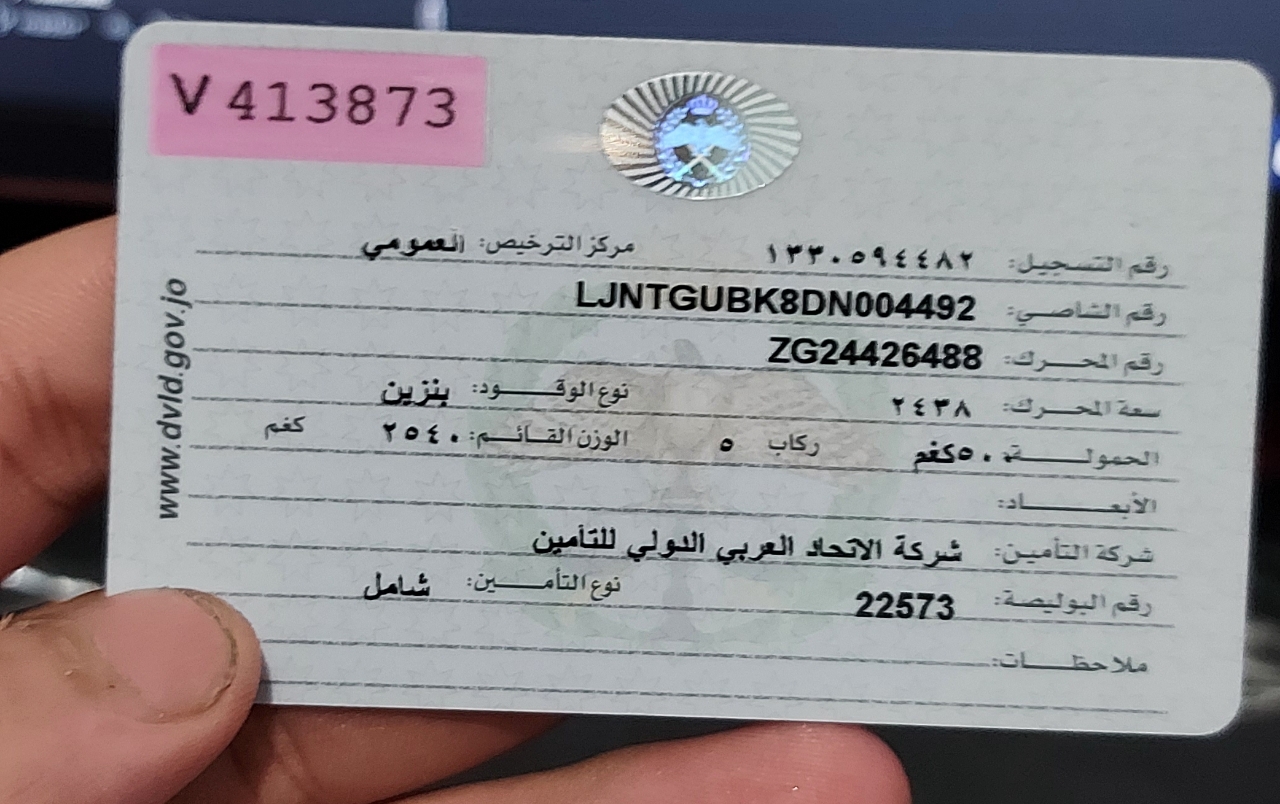 V 413873
رقم التسجيل: ١٣٣٠٥٩٤٤٨٢ مركز الترخيص: العمومي
رقم الشاصي: LJNTGUBK8DN004492
رقم المحرك: ZG24426488
سعة المحرك: ٢٤٣٨ نوع الوقود: بنزين
الحمولة: ٥٠٠كغم ركاب ٥ الوزن القائم: ٢٥٤٠ كغم
الأبعاد:
شركة التأمين: شركة الاتحاد العربي الدولي للتأمين
رقم البوليصة: 22573 نوع التأمين: شامل
ملاحظات:
www.dvld.gov.jo